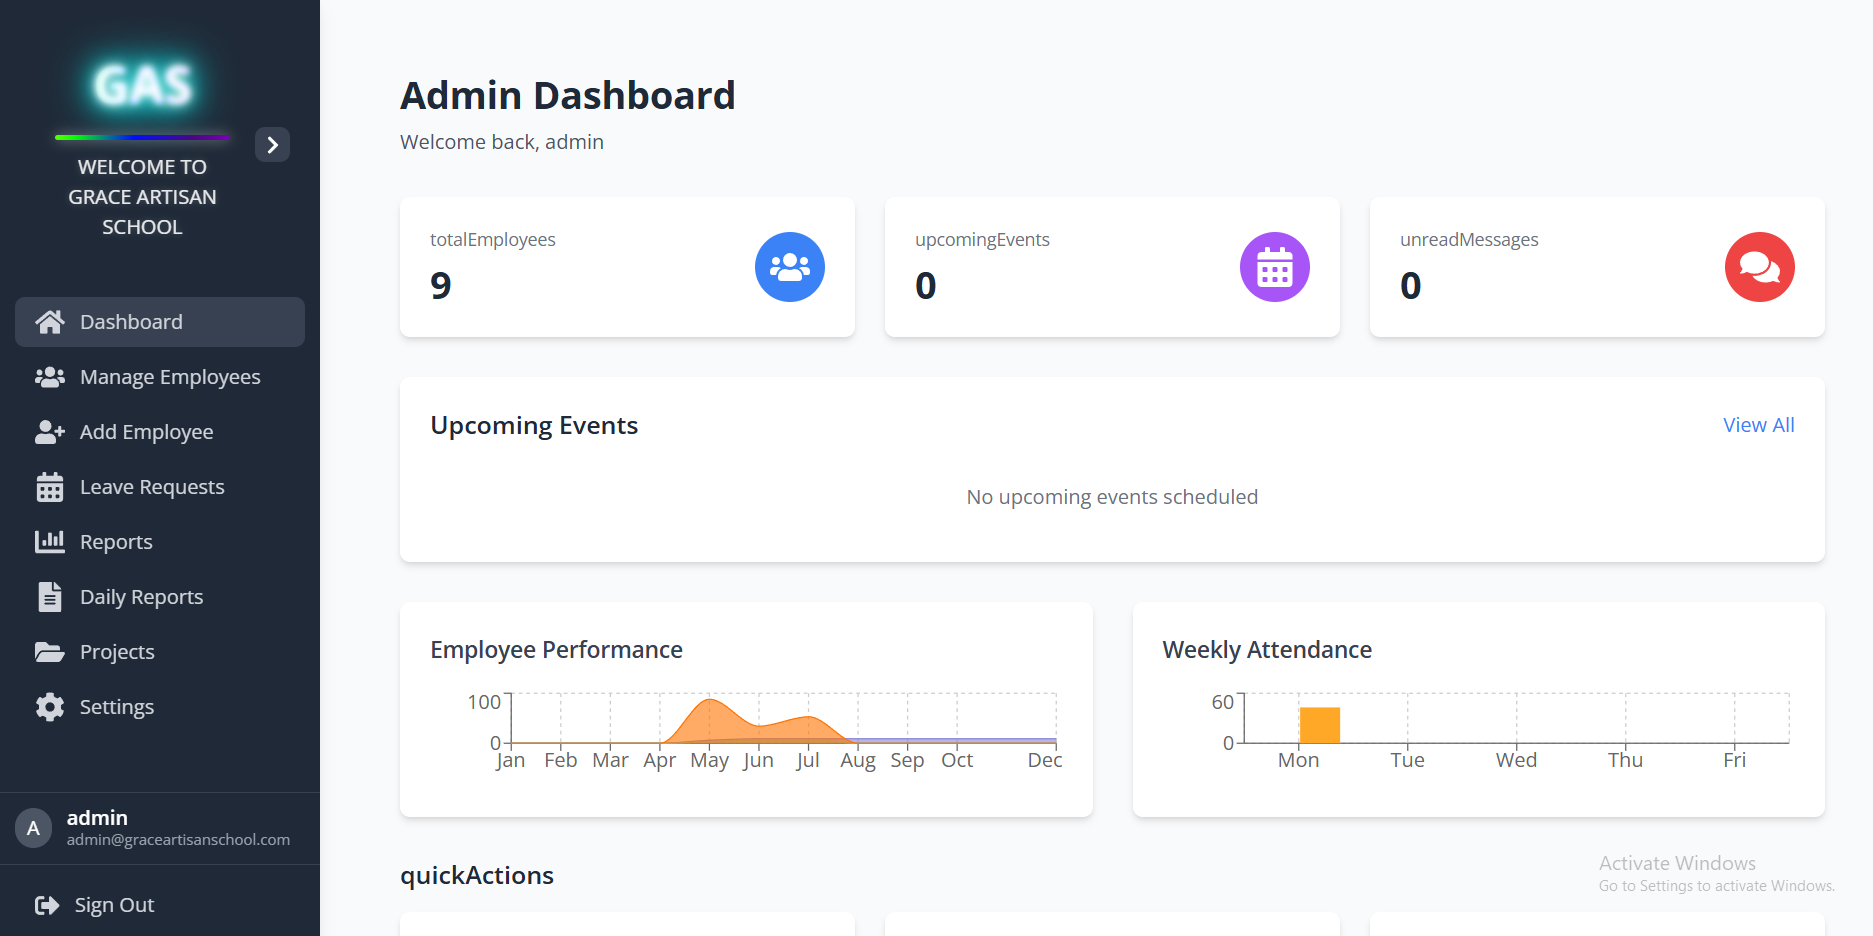 GAS
WELCOME TO
GRACE ARTISAN
SCHOOL
Dashboard
Manage Employees
Add Employee
Leave Requests
Reports
Daily Reports
Projects
Settings
A
admin
admin@graceartisanschool.com
Sign Out
Admin Dashboard
Welcome back, admin
totalEmployees
9
upcomingEvents
0
unreadMessages
0
Upcoming Events
View All
No upcoming events scheduled
Employee Performance
100
0
Jan Feb Mar Apr May Jun Jul Aug Sep Oct Dec
Weekly Attendance
60
0
Mon Tue Wed Thu Fri
quickActions
Activate Windows
Go to Settings to activate Windows.